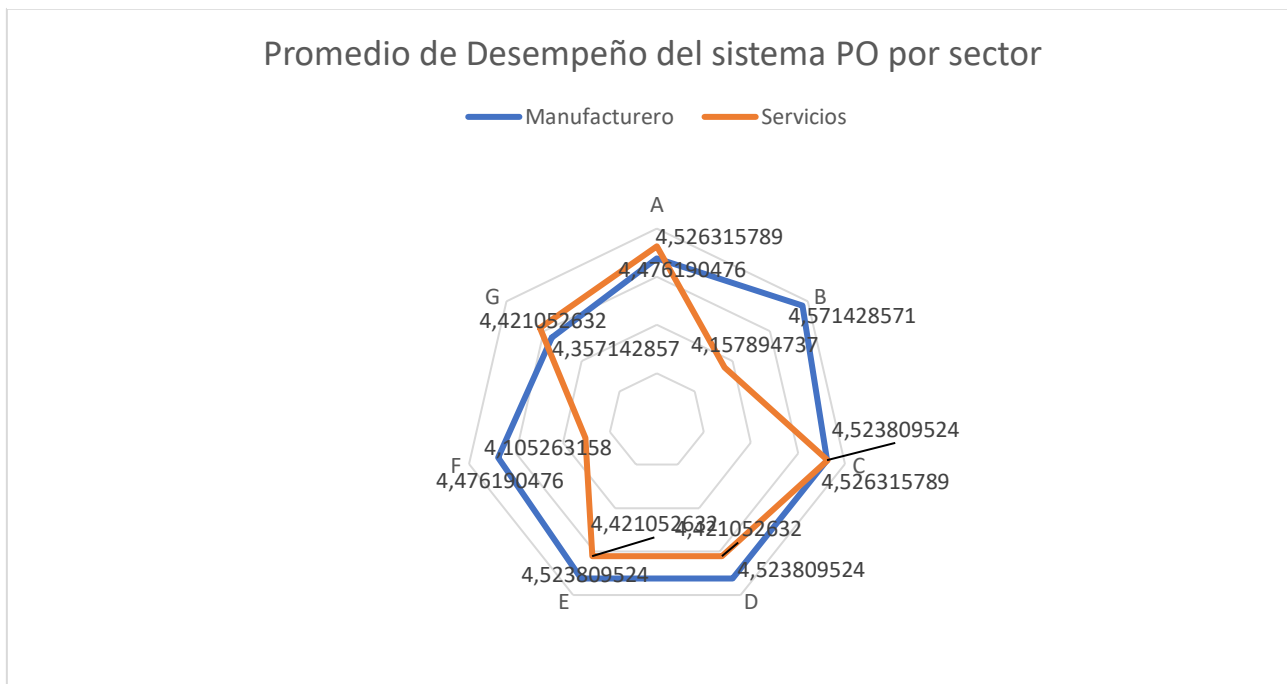 Promedio de Desempeño del sistema PO por sector
Manufacturero
Servicios
A
4,526315789
4,476190476
B
4,571428571
G
4,421052632
4,357142857
4,157894737
4,523809524
C
4,526315789
F
4,105263158
4,476190476
4,421052632
4,421052632
4,523809524
4,523809524
E
D